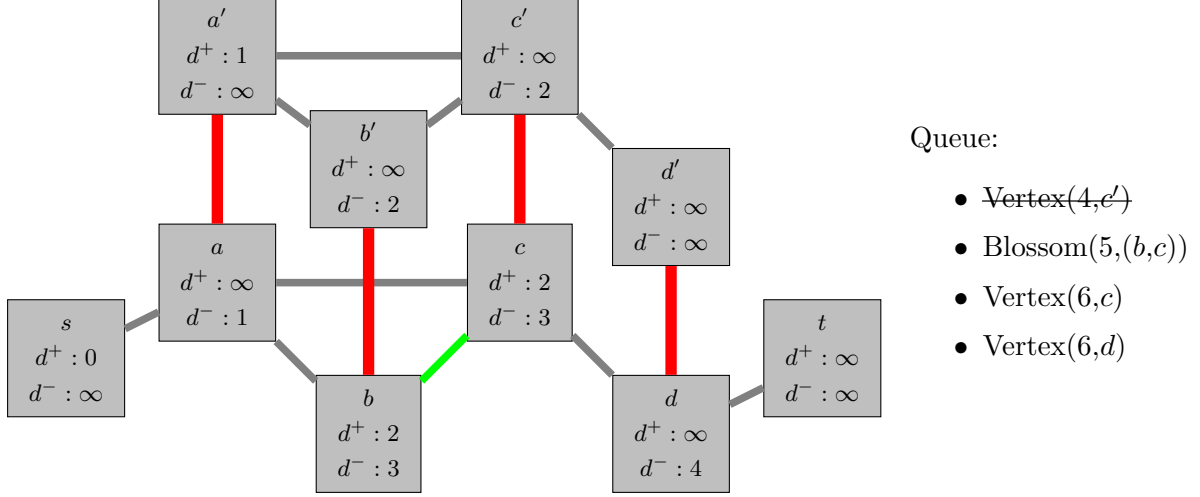 a′
d⁺ : 1
d⁻ : ∞
c′
d⁺ : ∞
d⁻ : 2
b′
d⁺ : ∞
d⁻ : 2
d′
d⁺ : ∞
d⁻ : ∞
a
d⁺ : ∞
d⁻ : 1
c
d⁺ : 2
d⁻ : 3
s
d⁺ : 0
d⁻ : ∞
b
d⁺ : 2
d⁻ : 3
d
d⁺ : ∞
d⁻ : 4
t
d⁺ : ∞
d⁻ : ∞
Queue:
• Vertex(4,c′)
• Blossom(5,(b,c))
• Vertex(6,c)
• Vertex(6,d)